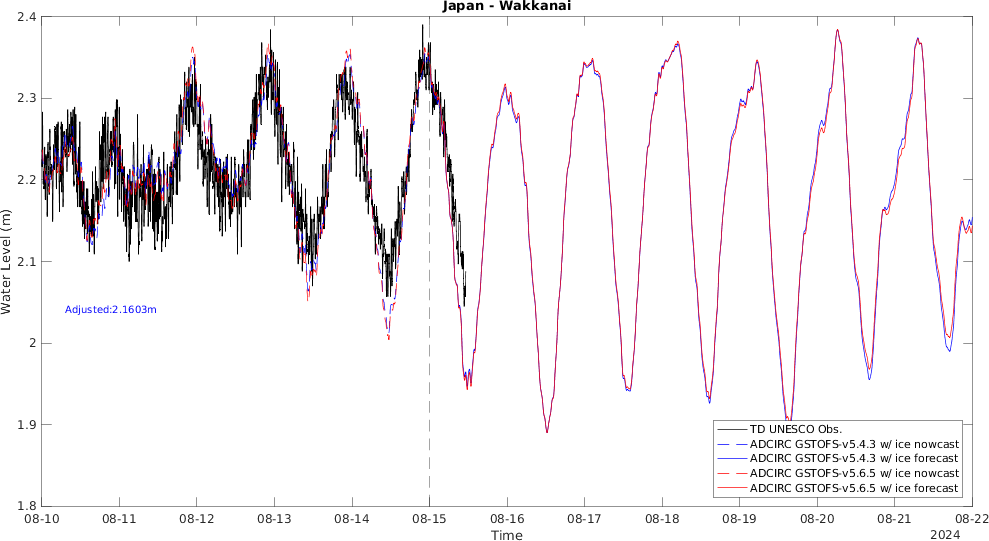 Japan - Wakkanai
2.4
2.3
2.2
2.1
2
1.9
1.8
Water Level (m)
Adjusted:2.1603m
TD UNESCO Obs.
ADCIRC GSTOFS-v5.4.3 w/ ice nowcast
ADCIRC GSTOFS-v5.4.3 w/ ice forecast
ADCIRC GSTOFS-v5.6.5 w/ ice nowcast
ADCIRC GSTOFS-v5.6.5 w/ ice forecast
08-10 08-11 08-12 08-13 08-14 08-15 08-16 08-17 08-18 08-19 08-20 08-21 08-22
Time
2024